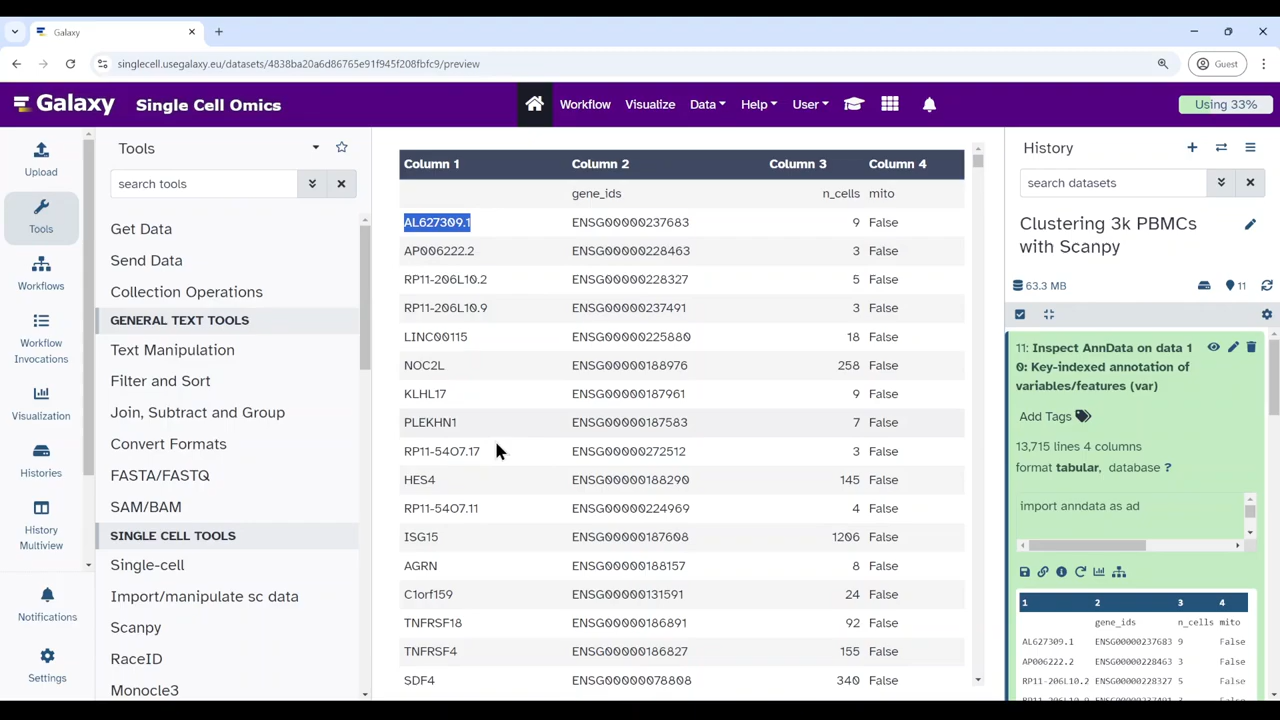 Galaxy
singlecell.usegalaxy.eu/datasets/4838ba20a6d86765e91f945f208fbfc9/preview
Guest
Galaxy Single Cell Omics
Workflow Visualize Data Help User
Using 33%
Upload
Tools
Workflows
Workflow
Invocations
Visualization
Histories
History
Multiview
Notifications
Settings
Tools
search tools
Get Data
Send Data
Collection Operations
GENERAL TEXT TOOLS
Text Manipulation
Filter and Sort
Join, Subtract and Group
Convert Formats
FASTA/FASTQ
SAM/BAM
SINGLE CELL TOOLS
Single-cell
Import/manipulate sc data
Scanpy
RaceID
Monocle3
Column 1 Column 2 Column 3 Column 4
gene_ids n_cells mito
AL627309.1 ENSG00000237683 9 False
AP006222.2 ENSG00000228463 3 False
RP11-206L10.2 ENSG00000228327 5 False
RP11-206L10.9 ENSG00000237491 3 False
LINC00115 ENSG00000225880 18 False
NOC2L ENSG00000188976 258 False
KLHL17 ENSG00000187961 9 False
PLEKHN1 ENSG00000187583 7 False
RP11-54O7.17 ENSG00000272512 3 False
HES4 ENSG00000188290 145 False
RP11-54O7.11 ENSG00000224969 4 False
ISG15 ENSG00000187608 1206 False
AGRN ENSG00000188157 8 False
C1orf159 ENSG00000131591 24 False
TNFRSF18 ENSG00000186891 92 False
TNFRSF4 ENSG00000186827 155 False
SDF4 ENSG00000078808 340 False
History
search datasets
Clustering 3k PBMCs
with Scanpy
63.3 MB 11
11: Inspect AnnData on data 1
0: Key-indexed annotation of
variables/features (var)
Add Tags
13,715 lines 4 columns
format tabular, database ?
import anndata as ad
1 2 3 4
gene_ids n_cells mito
AL627309.1 ENSG00000237683 9 False
AP006222.2 ENSG00000228463 3 False
RP11-206L10.2 ENSG00000228327 5 False